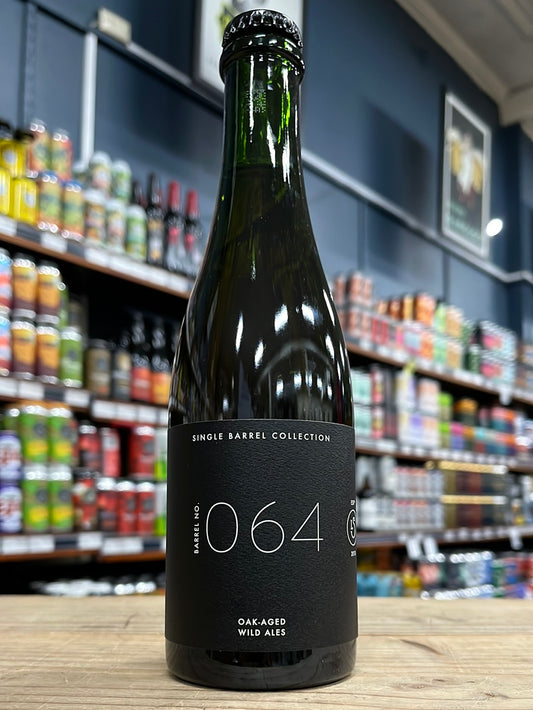 SINGLE BARREL COLLECTION
BARREL NO.
064
OAK-AGED
WILD ALES